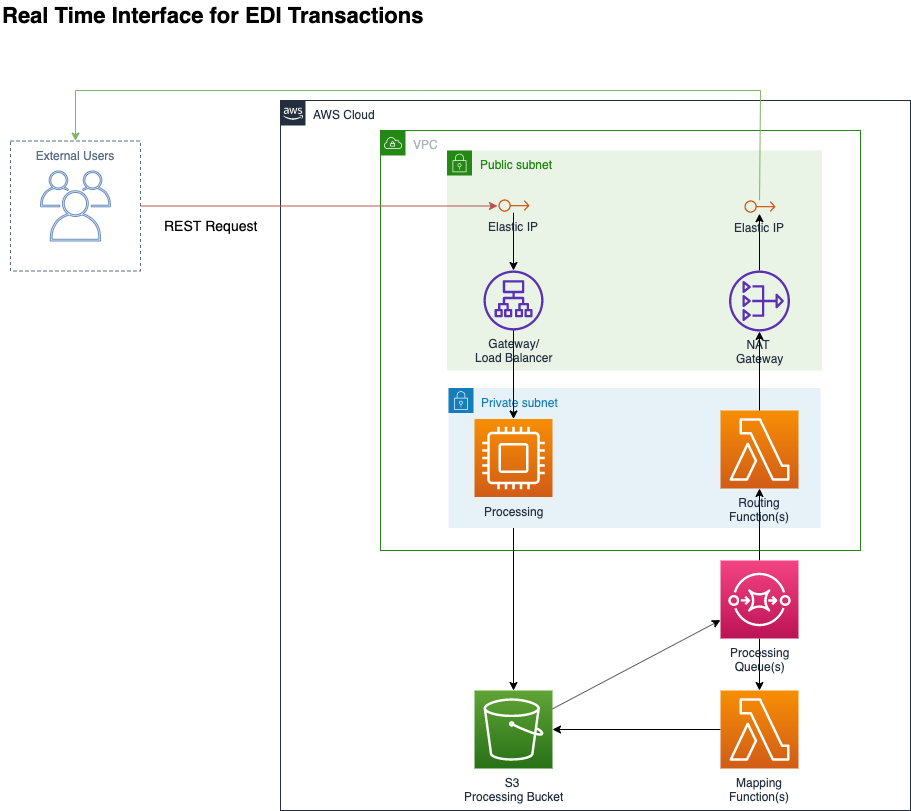 Real Time Interface for EDI Transactions
aws
AWS Cloud
VPC
External Users
Public subnet
REST Request
Elastic IP
Elastic IP
Gateway/
Load Balancer
NAT
Gateway
Private subnet
Processing
Routing
Function(s)
Processing
Queue(s)
S3
Processing Bucket
Mapping
Function(s)